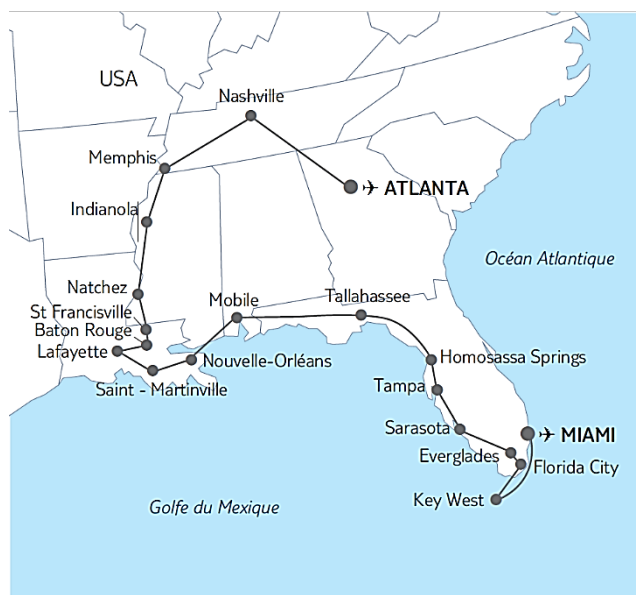 USA
Nashville
Memphis
ATLANTA
Indianola
Océan Atlantique
Natchez
St Francisville
Mobile
Tallahassee
Baton Rouge
Lafayette
Nouvelle-Orléans
Homosassa Springs
Saint - Martinville
Tampa
Sarasota
MIAMI
Everglades
Florida City
Key West
Golfe du Mexique